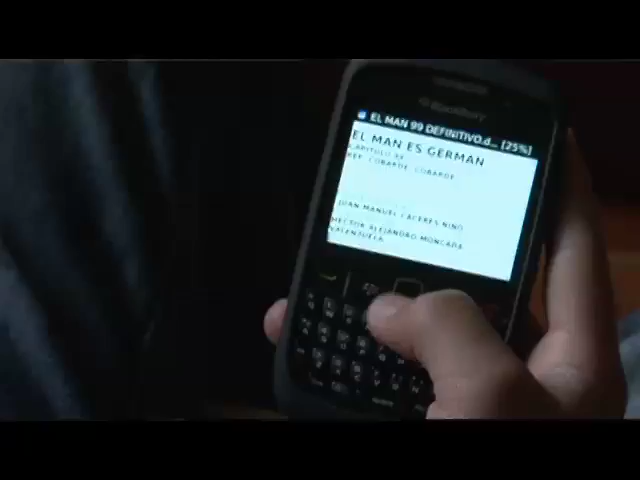 BlackBerry
EL MAN 99 DEFINITIVO.d... [25%]
EL MAN ES GERMAN
CAPITULO 99
REF. COBARDE, COBARDE
JUAN MANUEL CACERES NIÑO
HECTOR ALEJANDRO MONCADA
VALENZUELA